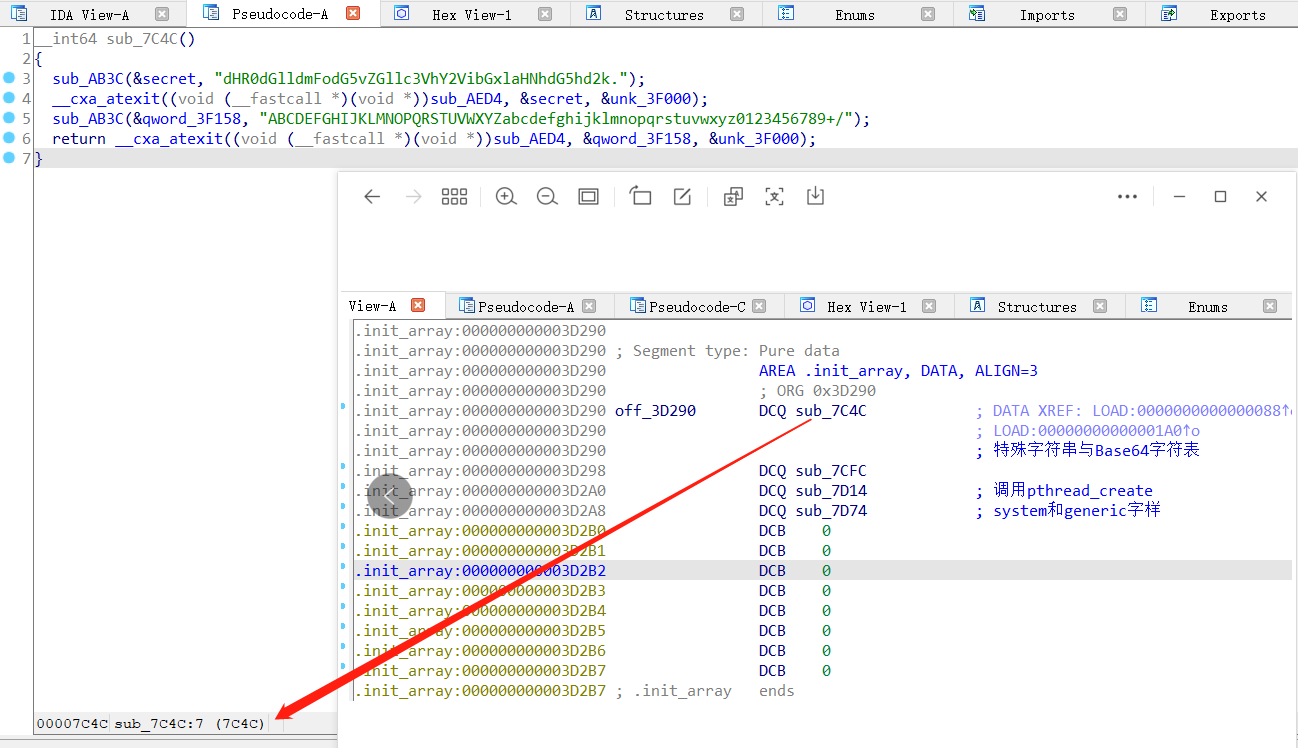 IDA View-A Pseudocode-A Hex View-1 Structures Enums Imports Exports
1 __int64 sub_7C4C()
2 {
3 sub_AB3C(&secret, "dHR0dGlldmFodG5vZGllc3VhY2VibGxlaHNhdG5hd2k.");
4 __cxa_atexit((void (__fastcall *)(void *))sub_AED4, &secret, &unk_3F000);
5 sub_AB3C(&qword_3F158, "ABCDEFGHIJKLMNOPQRSTUVWXYZabcdefghijklmnopqrstuvwxyz0123456789+/");
6 return __cxa_atexit((void (__fastcall *)(void *))sub_AED4, &qword_3F158, &unk_3F000);
7 }
View-A Pseudocode-A Pseudocode-C Hex View-1 Structures Enums
.init_array:000000000003D290
.init_array:000000000003D290 ; Segment type: Pure data
.init_array:000000000003D290 AREA .init_array, DATA, ALIGN=3
.init_array:000000000003D290 ; ORG 0x3D290
.init_array:000000000003D290 off_3D290 DCQ sub_7C4C ; DATA XREF: LOAD:0000000000000088↑o
.init_array:000000000003D290 ; LOAD:00000000000001A0↑o
.init_array:000000000003D290 ; 特殊字符串与Base64字符表
.init_array:000000000003D298 DCQ sub_7CFC
.init_array:000000000003D2A0 DCQ sub_7D14 ; 调用pthread_create
.init_array:000000000003D2A8 DCQ sub_7D74 ; system和generic字样
.init_array:000000000003D2B0 DCB 0
.init_array:000000000003D2B1 DCB 0
.init_array:000000000003D2B2 DCB 0
.init_array:000000000003D2B3 DCB 0
.init_array:000000000003D2B4 DCB 0
.init_array:000000000003D2B5 DCB 0
.init_array:000000000003D2B6 DCB 0
.init_array:000000000003D2B7 DCB 0
.init_array:000000000003D2B7 ; .init_array ends
00007C4C sub_7C4C:7 (7C4C)